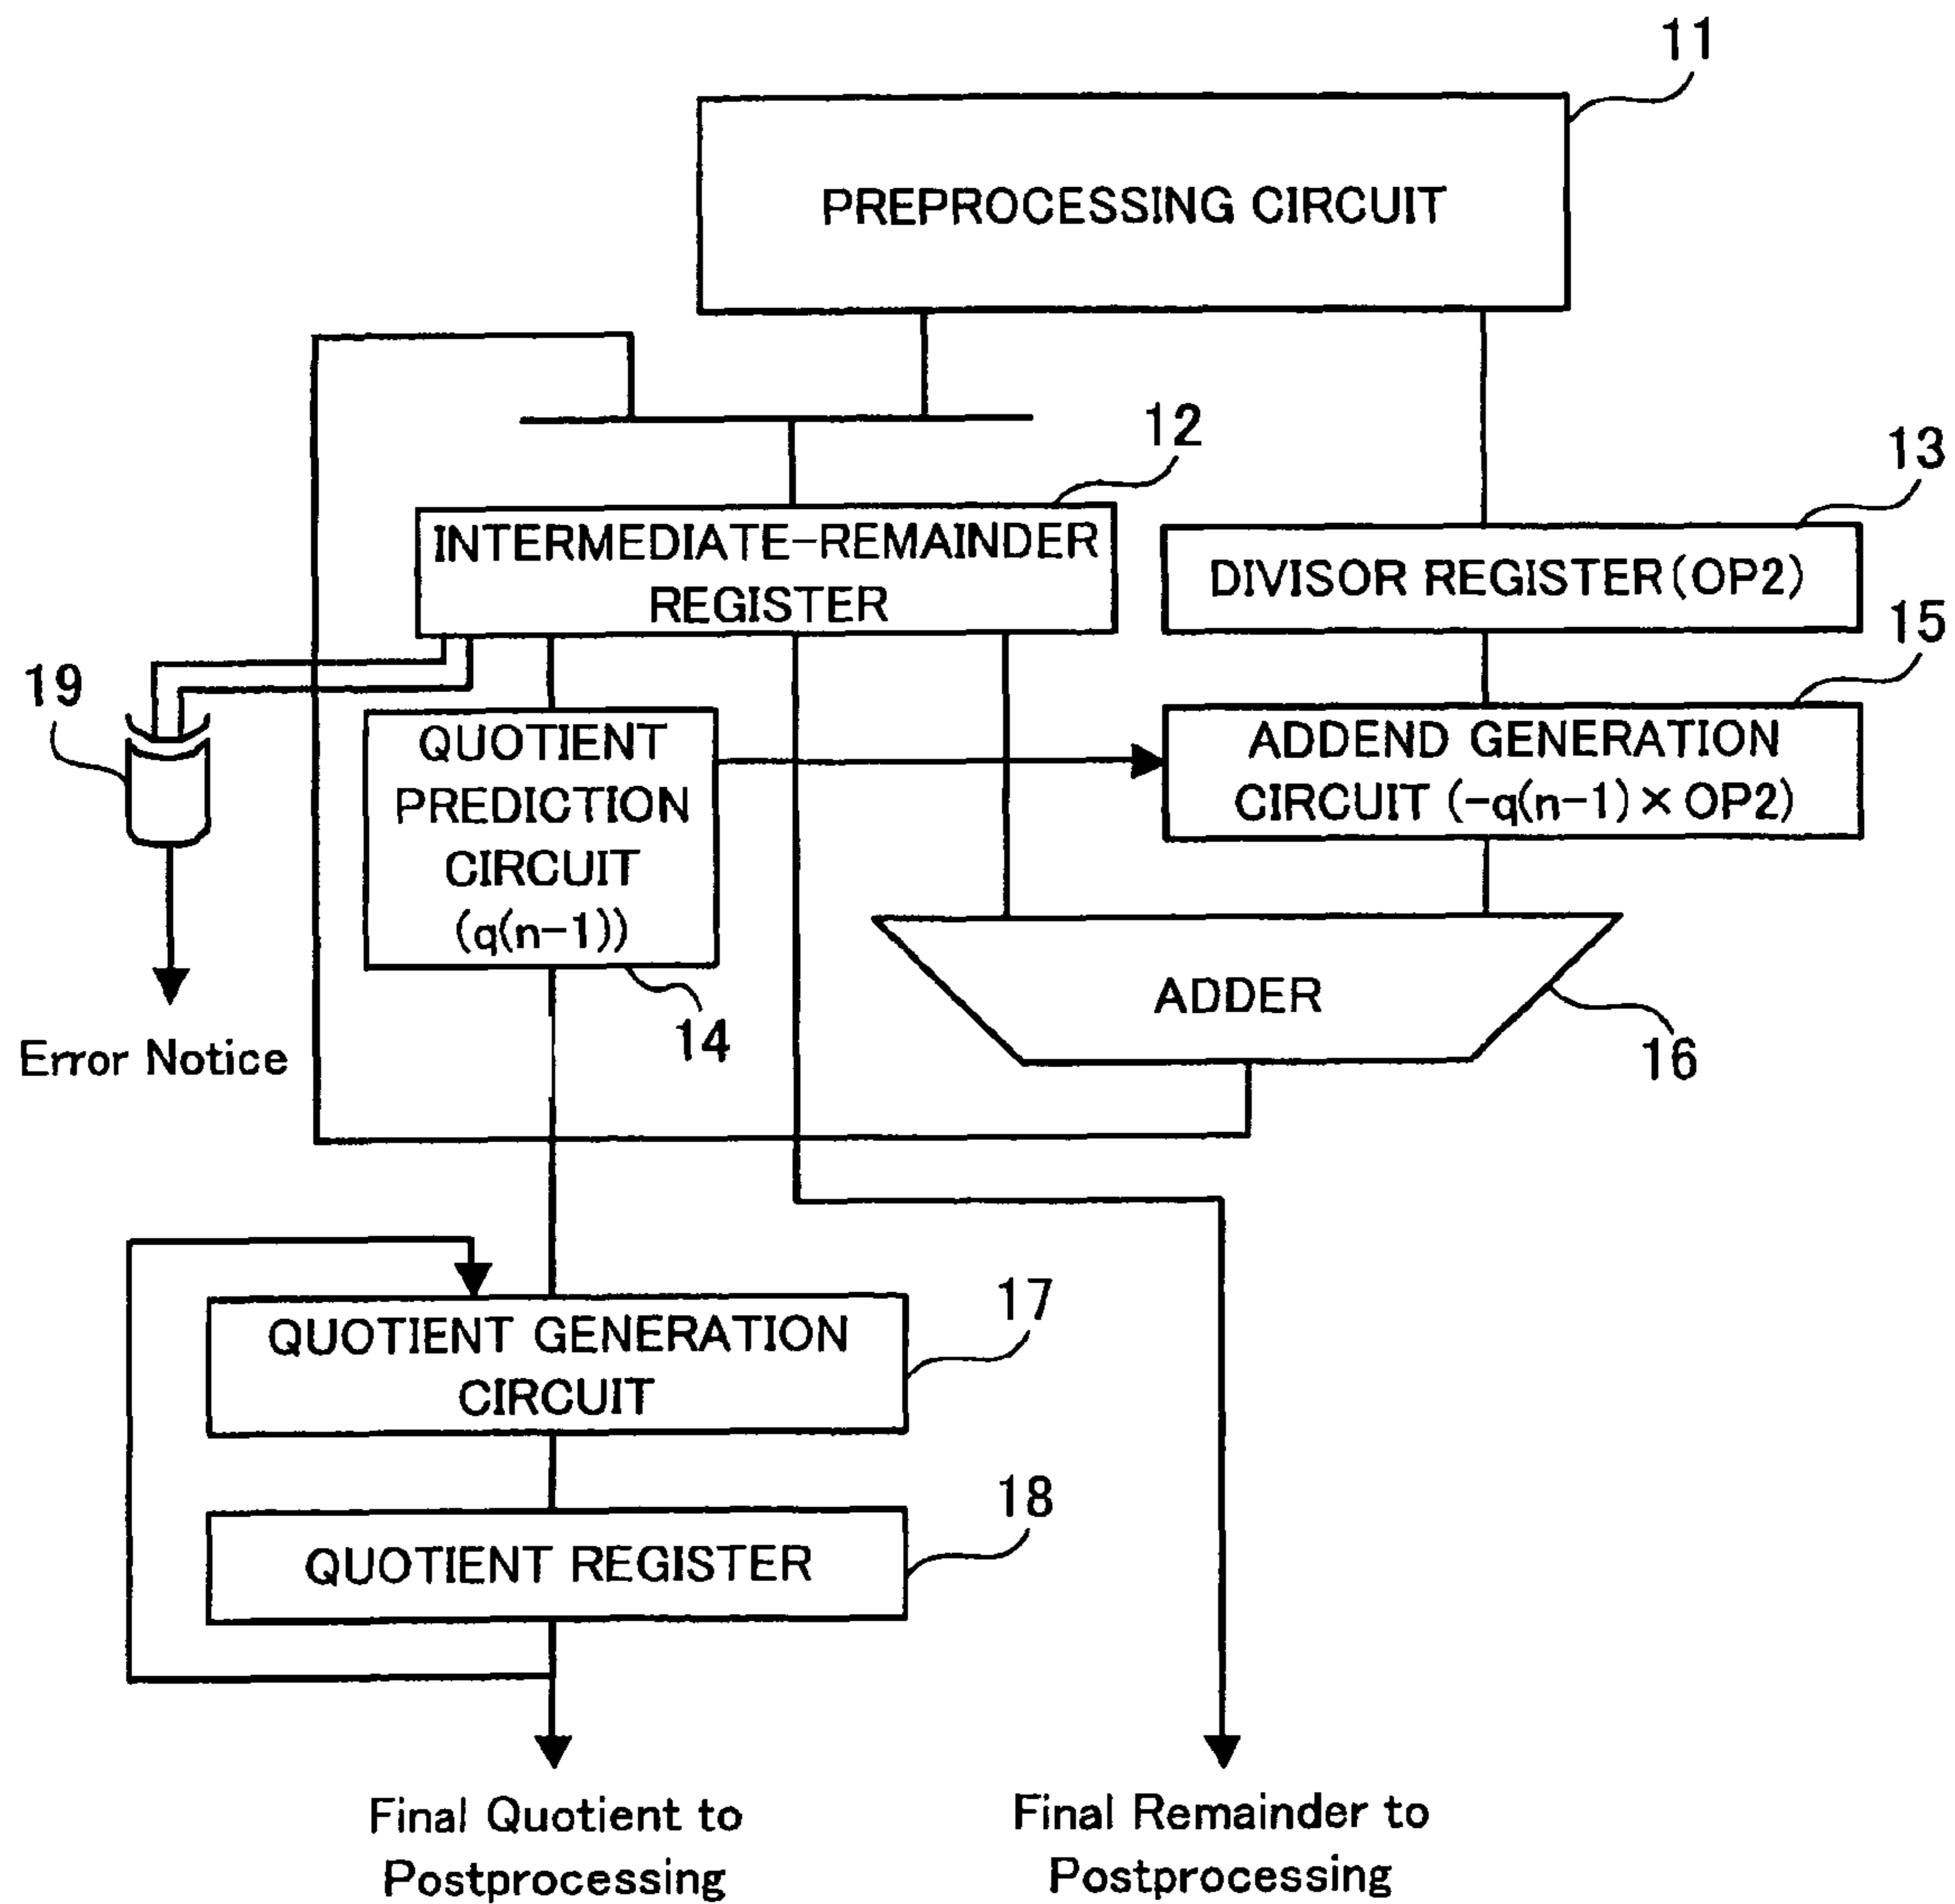 11
PREPROCESSING CIRCUIT
12
13
INTERMEDIATE-REMAINDER
REGISTER
DIVISOR REGISTER(OP2)
15
19
QUOTIENT
PREDICTION
CIRCUIT
(q(n-1))
ADDEND GENERATION
CIRCUIT (-q(n-1)× OP2)
ADDER
14
16
Error Notice
17
QUOTIENT GENERATION
CIRCUIT
18
QUOTIENT REGISTER
Final Quotient to
Postprocessing
Final Remainder to
Postprocessing